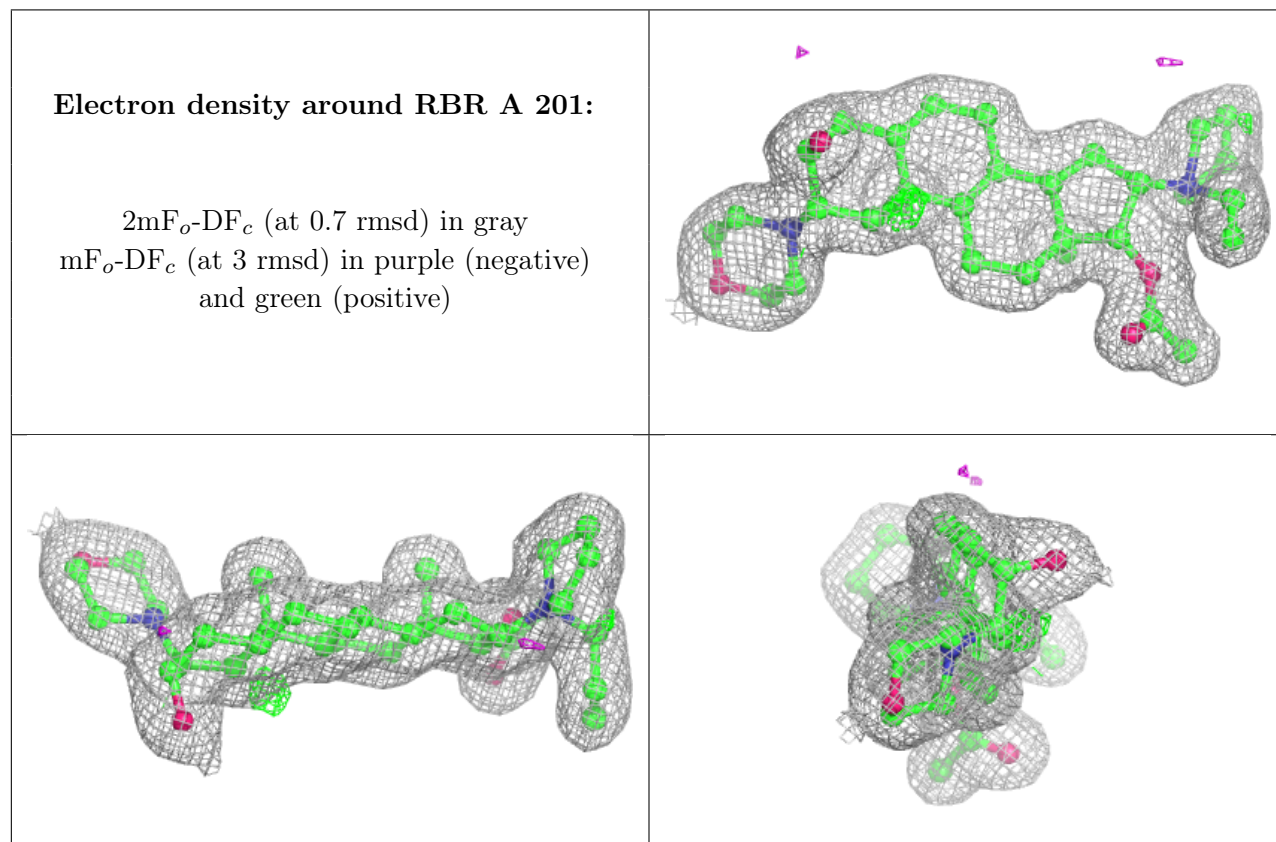 Electron density around RBR A 201:
2mFo-DFc (at 0.7 rmsd) in gray
mFo-DFc (at 3 rmsd) in purple (negative)
and green (positive)